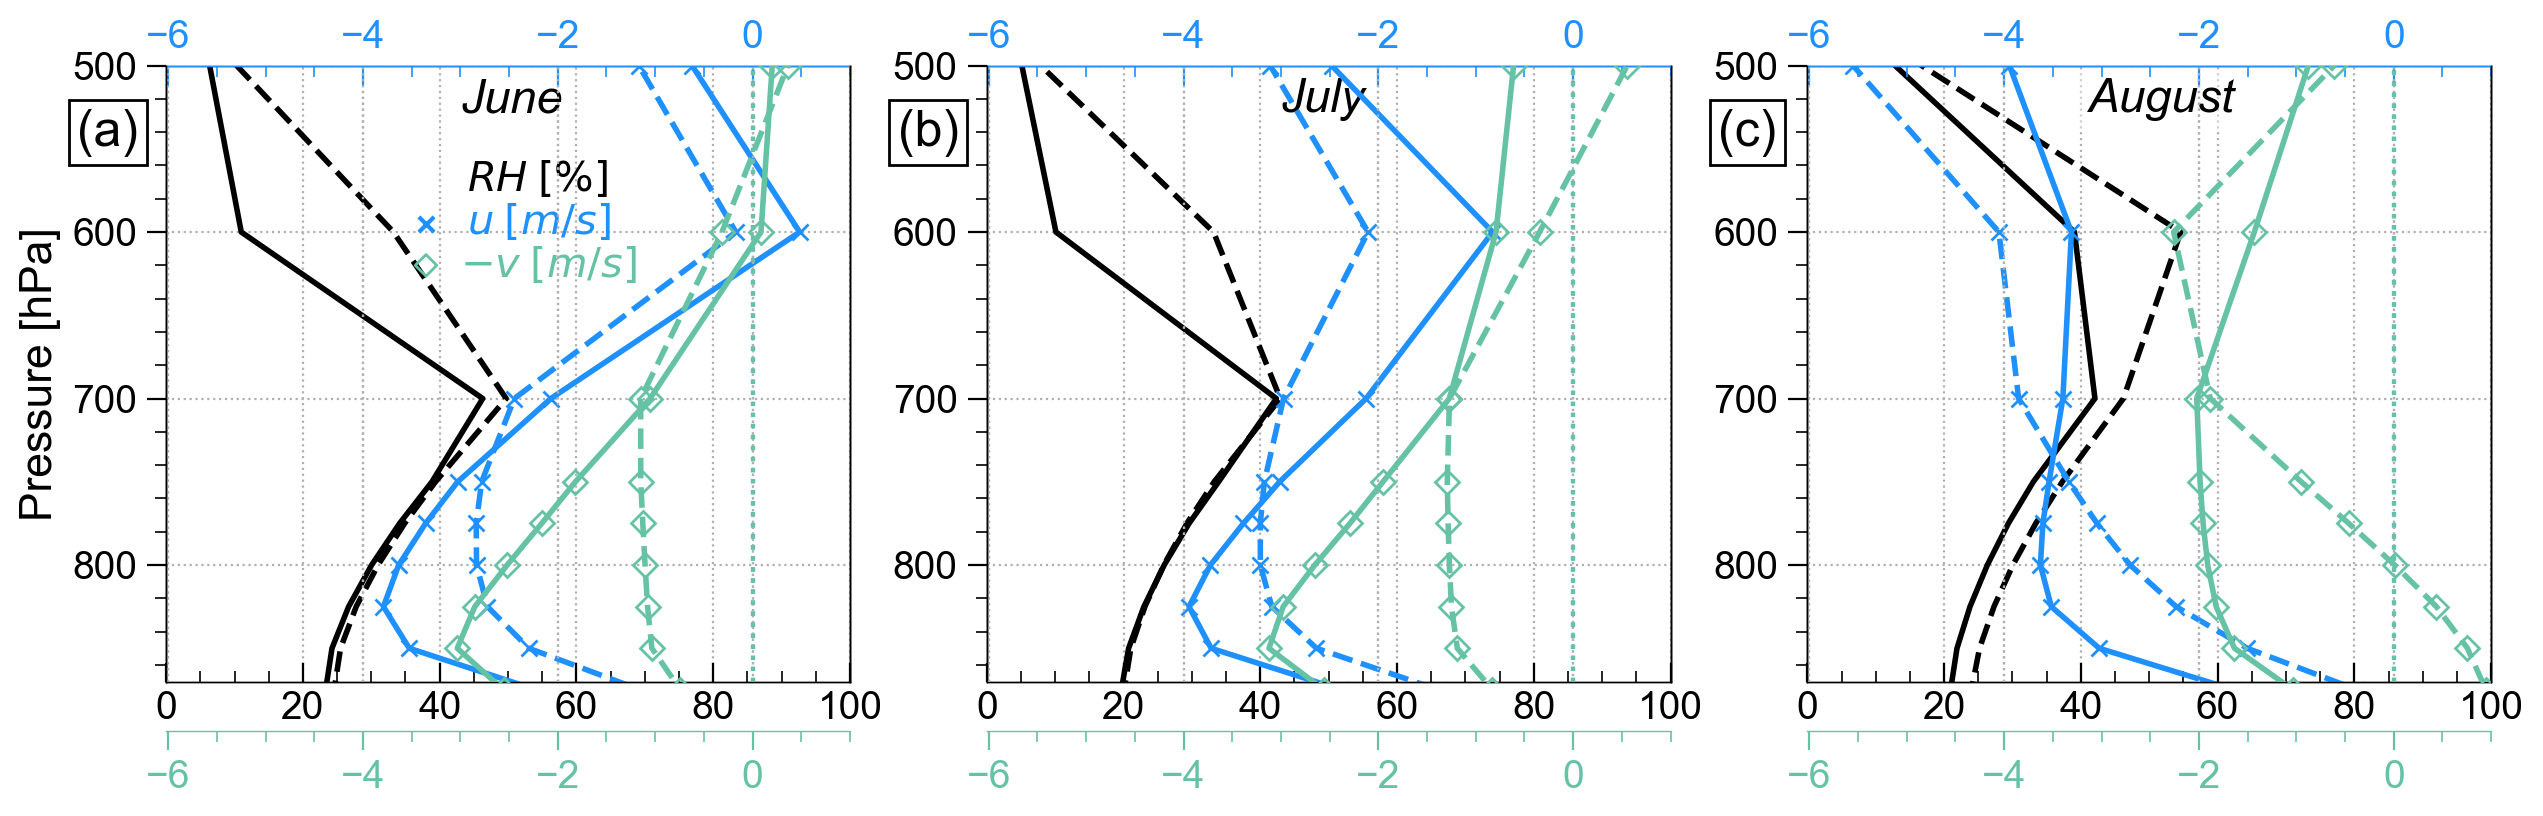 −6 −4 −2 0 −6 −4 −2 0 −6 −4 −2 0
500 500 500
(a) June (b) July (c) August
RH [%]
u [m/s]
600 600 600
−v [m/s]
Pressure [hPa]
700 700 700
800 800 800
0 20 40 60 80 100 0 20 40 60 80 100 0 20 40 60 80 100
−6 −4 −2 0 −6 −4 −2 0 −6 −4 −2 0